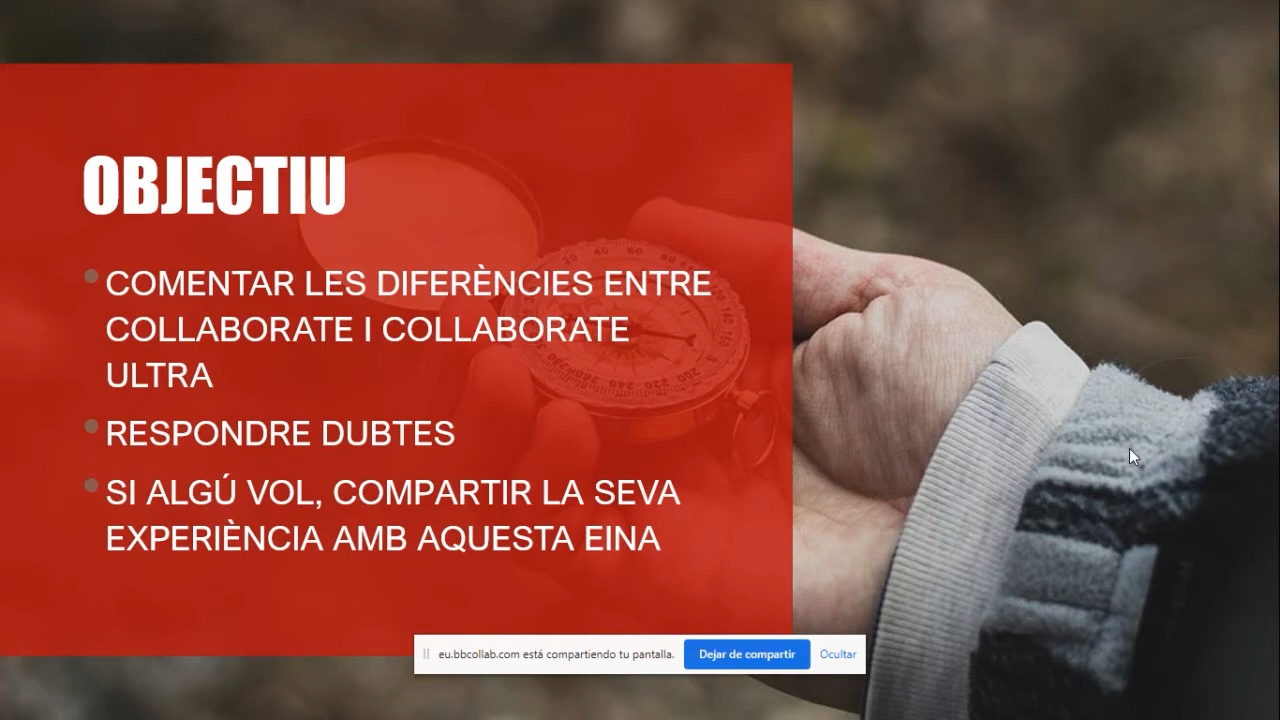 OBJECTIU
COMENTAR LES DIFERÈNCIES ENTRE
COLLABORATE I COLLABORATE
ULTRA
RESPONDRE DUBTES
SI ALGÚ VOL, COMPARTIR LA SEVA
EXPERIÈNCIA AMB AQUESTA EINA
eu.bbcollab.com está compartiendo tu pantalla. Dejar de compartir Ocultar